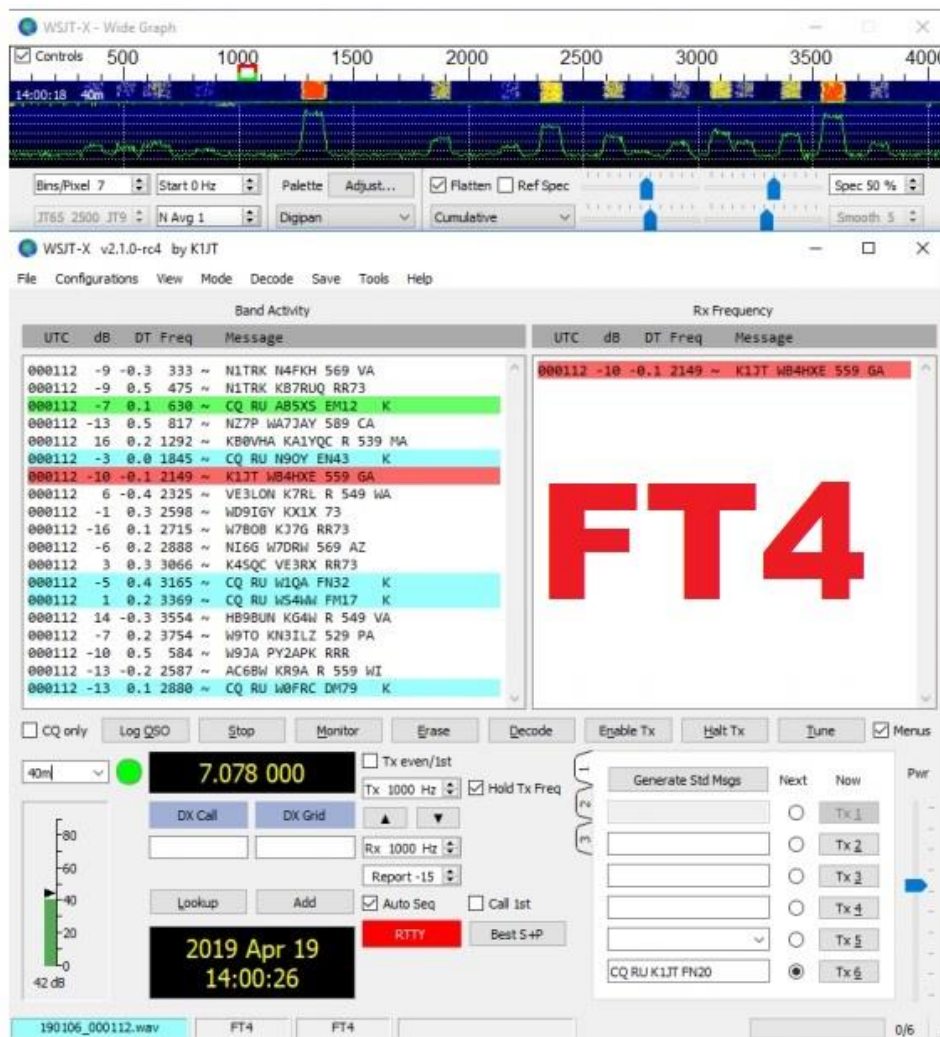 WSJT-X - Wide Graph
Controls 500 1000 1500 2000 2500 3000 3500 4000
14:00:18 40m
Bins/Pixel 7 Start 0 Hz Palette Adjust... Flatten Ref Spec Spec 50 %
JT65 2500 JT9 N Avg 1 Digipan Cumulative Smooth 5
WSJT-X v2.1.0-rc4 by K1JT
File Configurations View Mode Decode Save Tools Help
Band Activity Rx Frequency
UTC dB DT Freq Message UTC dB DT Freq Message
000112 -9 -0.3 333 ~ N1TRK N4FKH 569 VA 000112 -10 -0.1 2149 ~ K1JT WB4HXE 559 GA
000112 -9 0.5 475 ~ N1TRK KB7RUQ RR73
000112 -7 0.1 630 ~ CQ RU AB5XS EM12 K
000112 -13 0.5 817 ~ NZ7P WA7JAY 589 CA
000112 16 0.2 1292 ~ KB0VHA KA1YQC R 539 MA
000112 -3 0.0 1845 ~ CQ RU N9OY EN43 K
000112 -10 -0.1 2149 ~ K1JT WB4HXE 559 GA
000112 6 -0.4 2325 ~ VE3LON K7RL R 549 WA
000112 -1 0.3 2598 ~ WD9IGY KX1X 73
000112 -16 0.1 2715 ~ W7BOB KJ7G RR73
000112 -6 0.2 2888 ~ NI6G W7DRW 569 AZ
000112 3 0.3 3066 ~ K4SQC VE3RX RR73
000112 -5 0.4 3165 ~ CQ RU W1QA FN32 K
000112 1 0.2 3369 ~ CQ RU WS4WW FM17 K
000112 14 -0.3 3554 ~ HB9BUN KG4W R 549 VA
000112 -7 0.2 3754 ~ W9TO KN3ILZ 529 PA
000112 -10 0.5 584 ~ W9JA PY2APK RRR
000112 -13 -0.2 2587 ~ AC6BW KR9A R 559 WI
000112 -13 0.1 2880 ~ CQ RU W0FRC DM79 K
FT4
CQ only Log QSO Stop Monitor Erase Decode Enable Tx Halt Tx Tune Menus
40m 7.078 000 Tx even/1st
Tx 1000 Hz Hold Tx Freq
DX Call DX Grid
Rx 1000 Hz
Report -15
Lookup Add Auto Seq Call 1st
RTTY Best S+P
2019 Apr 19
14:00:26
-80
-60
-40
-20
-0
42 dB
1
2
3
Generate Std Msgs Next Now Pwr
Tx 1
Tx 2
Tx 3
Tx 4
Tx 5
CQ RU K1JT FN20 Tx 6
190106_000112.wav FT4 FT4 0/6